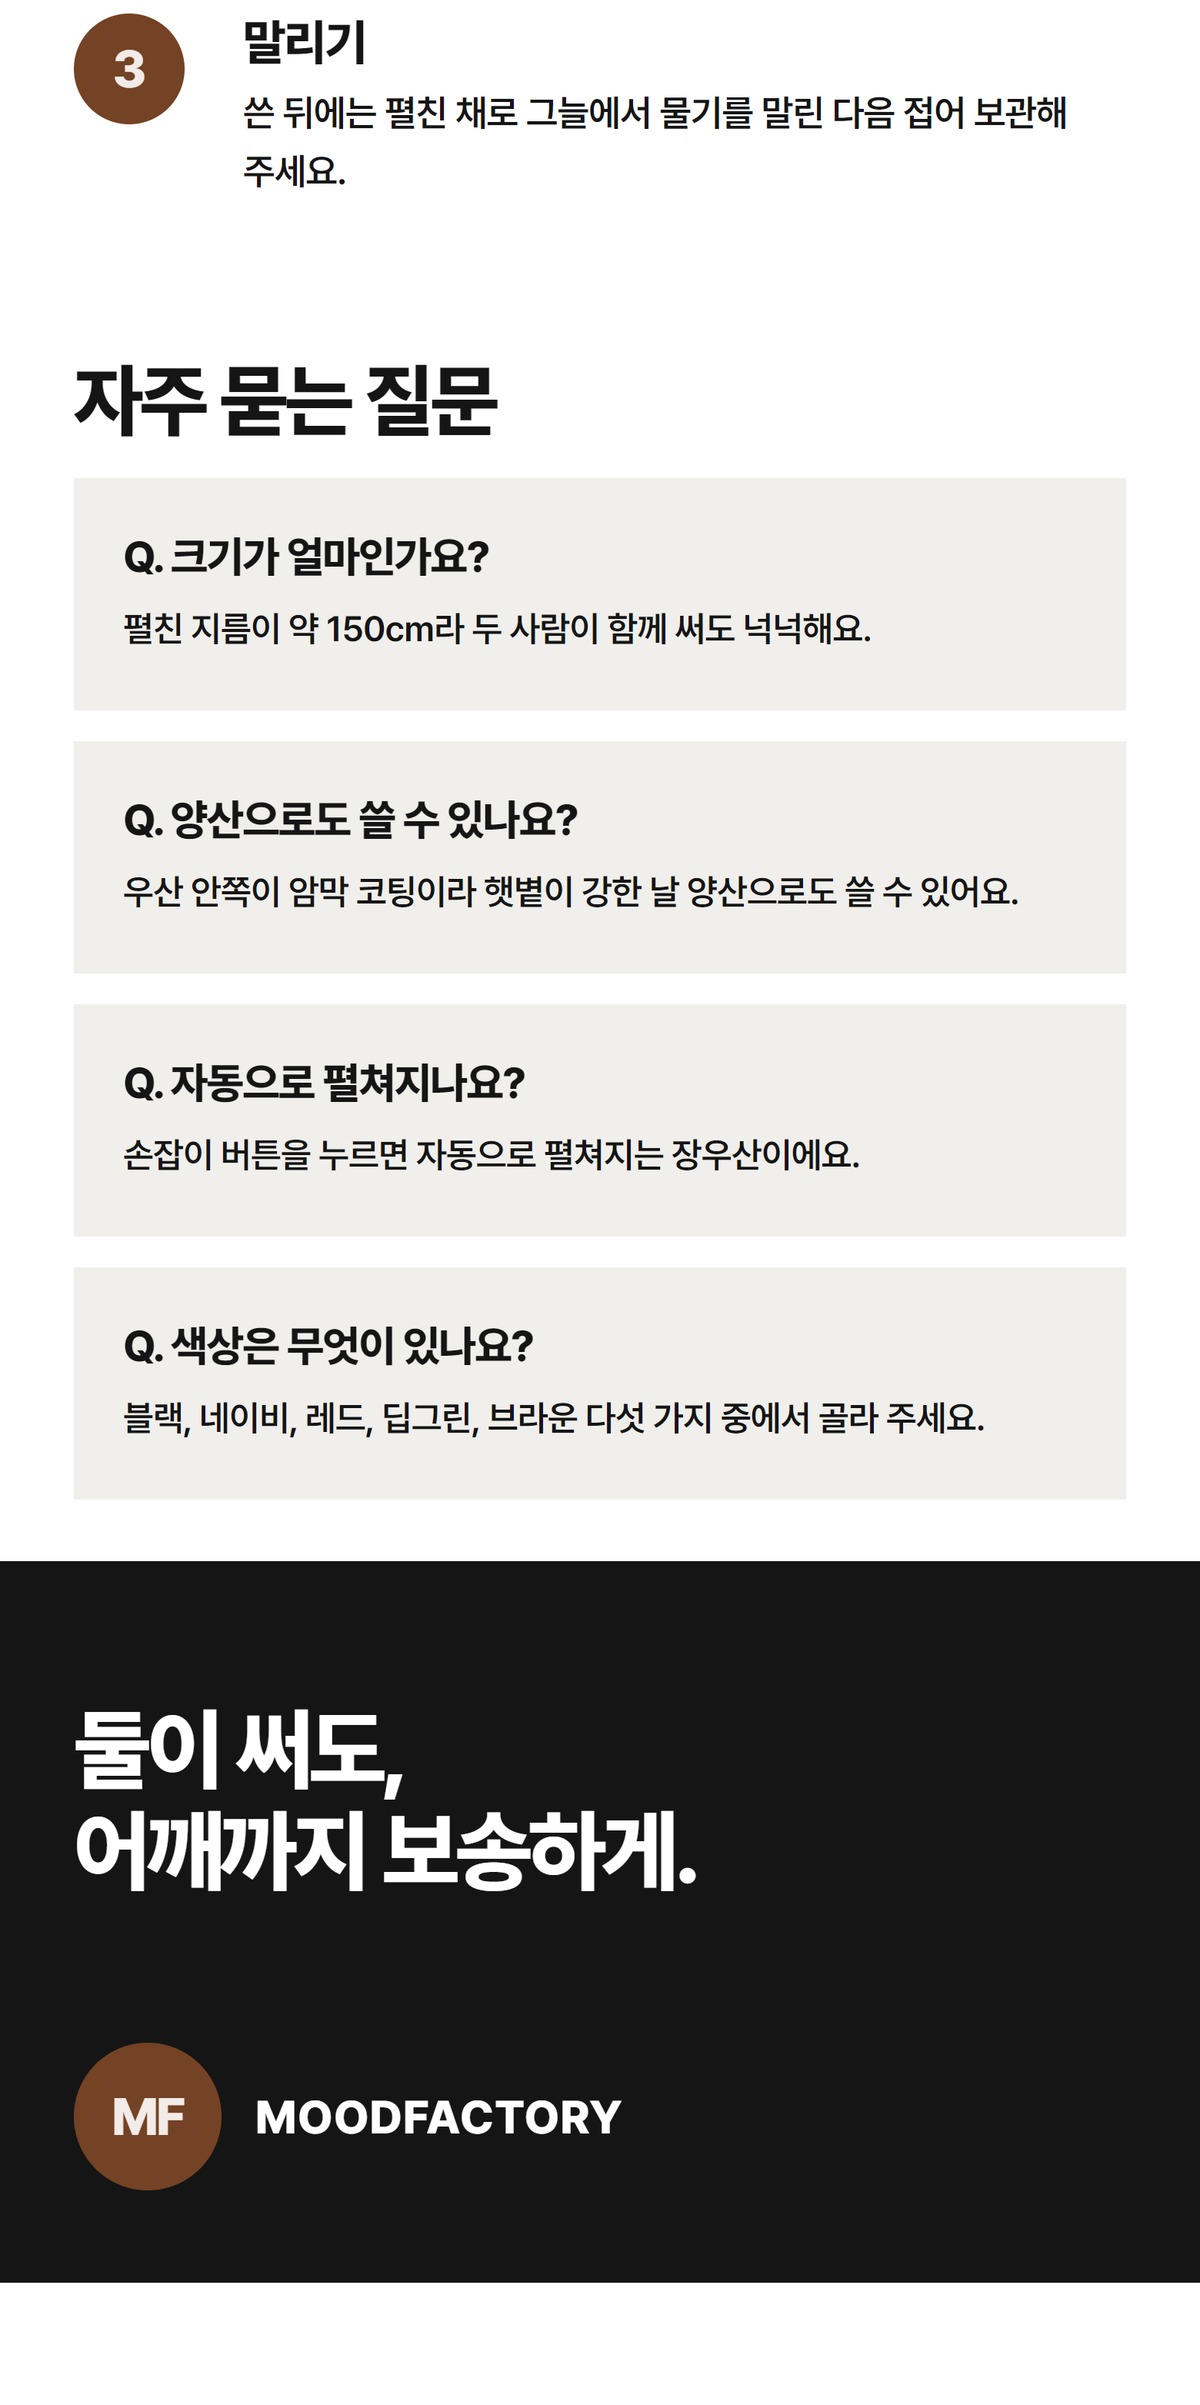 3
말리기
쓴 뒤에는 펼친 채로 그늘에서 물기를 말린 다음 접어 보관해
주세요.
자주 묻는 질문
Q. 크기가 얼마인가요?
펼친 지름이 약 150cm라 두 사람이 함께 써도 넉넉해요.
Q. 양산으로도 쓸 수 있나요?
우산 안쪽이 암막 코팅이라 햇볕이 강한 날 양산으로도 쓸 수 있어요.
Q. 자동으로 펼쳐지나요?
손잡이 버튼을 누르면 자동으로 펼쳐지는 장우산이에요.
Q. 색상은 무엇이 있나요?
블랙, 네이비, 레드, 딥그린, 브라운 다섯 가지 중에서 골라 주세요.
둘이 써도,
어깨까지 보송하게.
MF
MOODFACTORY